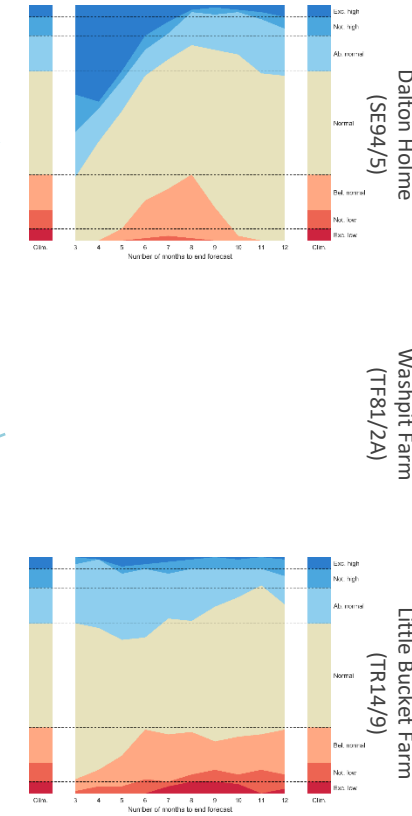 Exc. high
Not. high
Ab. normal
Normal
Bel. normal
Not. low
Exc. low
Clim. 3 4 5 6 7 8 9 10 11 12 Clim.
Number of months to end forecast
Dalton Holme
(SE94/5)
Washpit Farm
(TF81/2A)
Exc. high
Not. high
Ab. normal
Normal
Bel. normal
Not. low
Exc. low
Clim. 3 4 5 6 7 8 9 10 11 12 Clim.
Number of months to end forecast
Little Bucket Farm
(TR14/9)